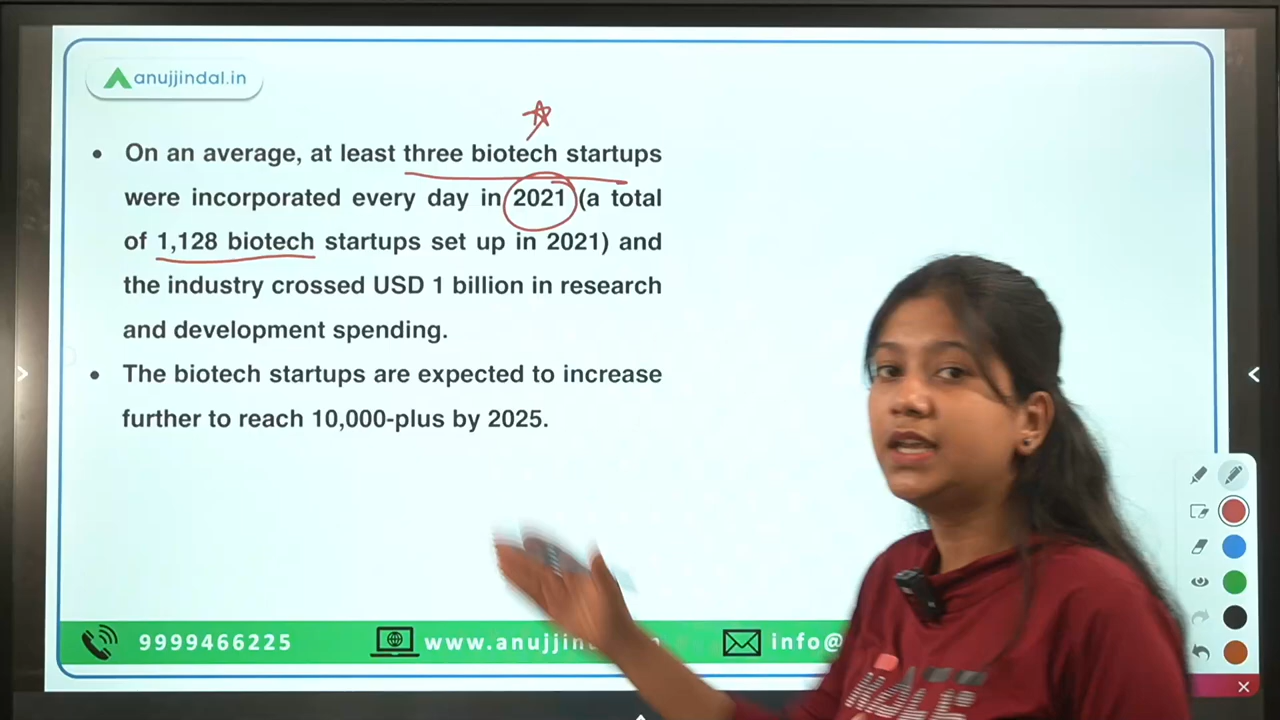 anujjindal.in
• On an average, at least three biotech startups
were incorporated every day in 2021 (a total
of 1,128 biotech startups set up in 2021) and
the industry crossed USD 1 billion in research
and development spending.
• The biotech startups are expected to increase
further to reach 10,000-plus by 2025.
9999466225
info@